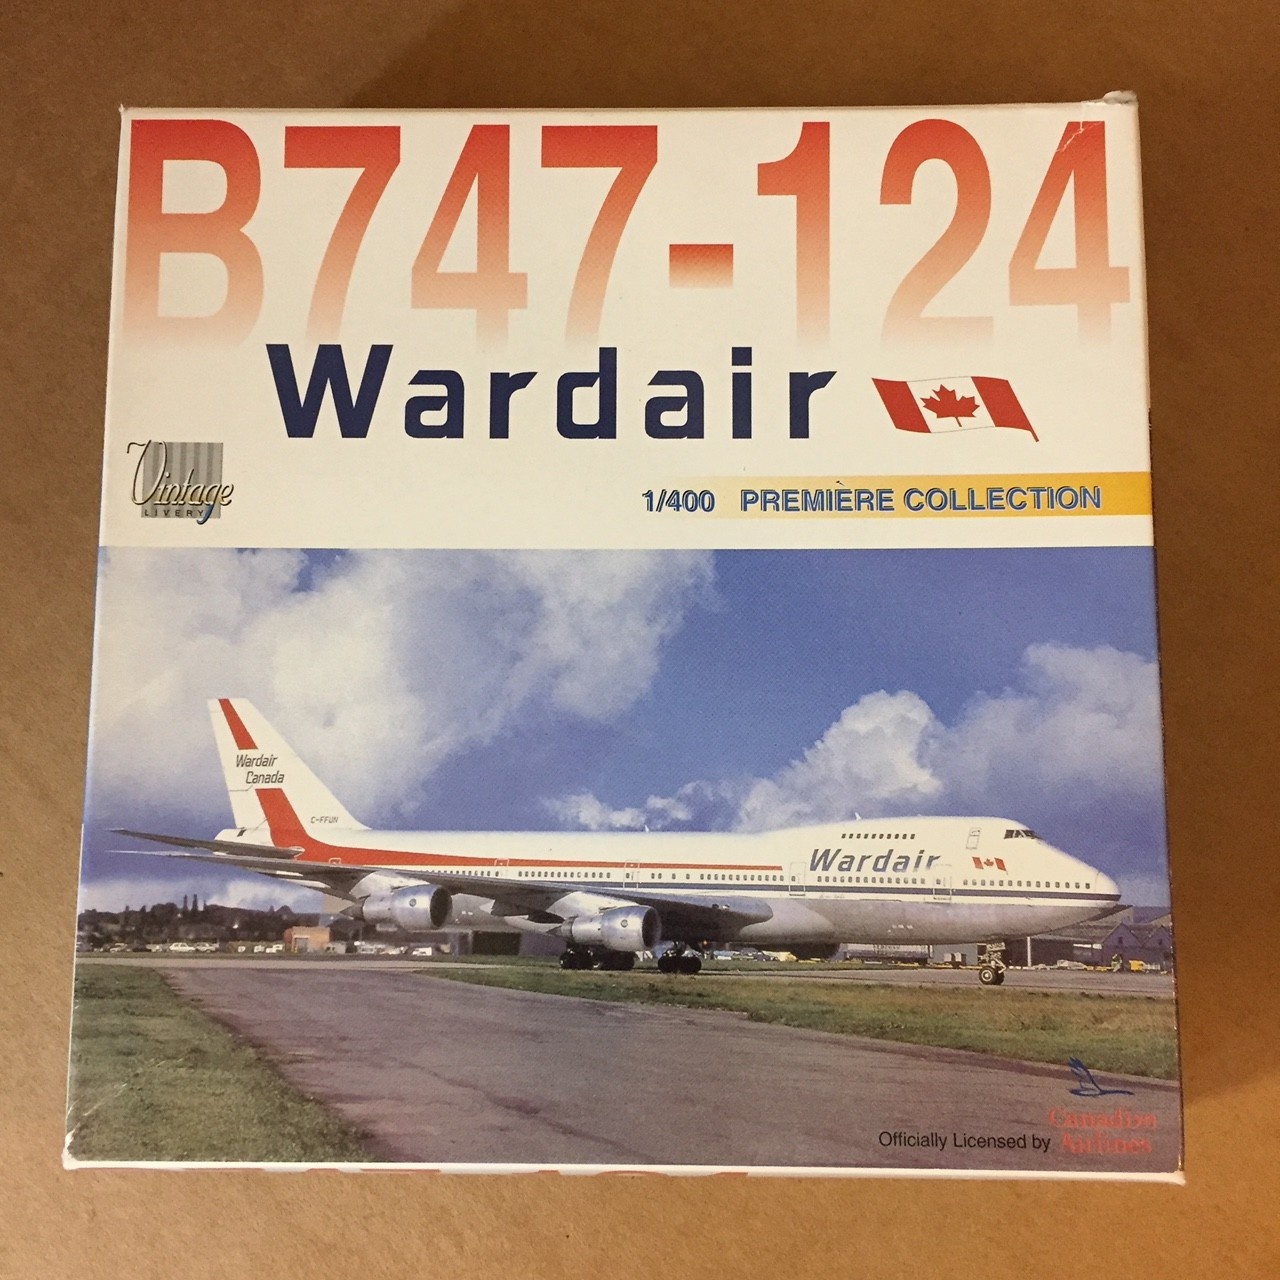 B747-124
Wardair
Vintage
LIVERY
1/400 PREMIÈRE COLLECTION
Wardair
Canada
C-FFUN
Wardair
Canadian
Officially Licensed by Airlines